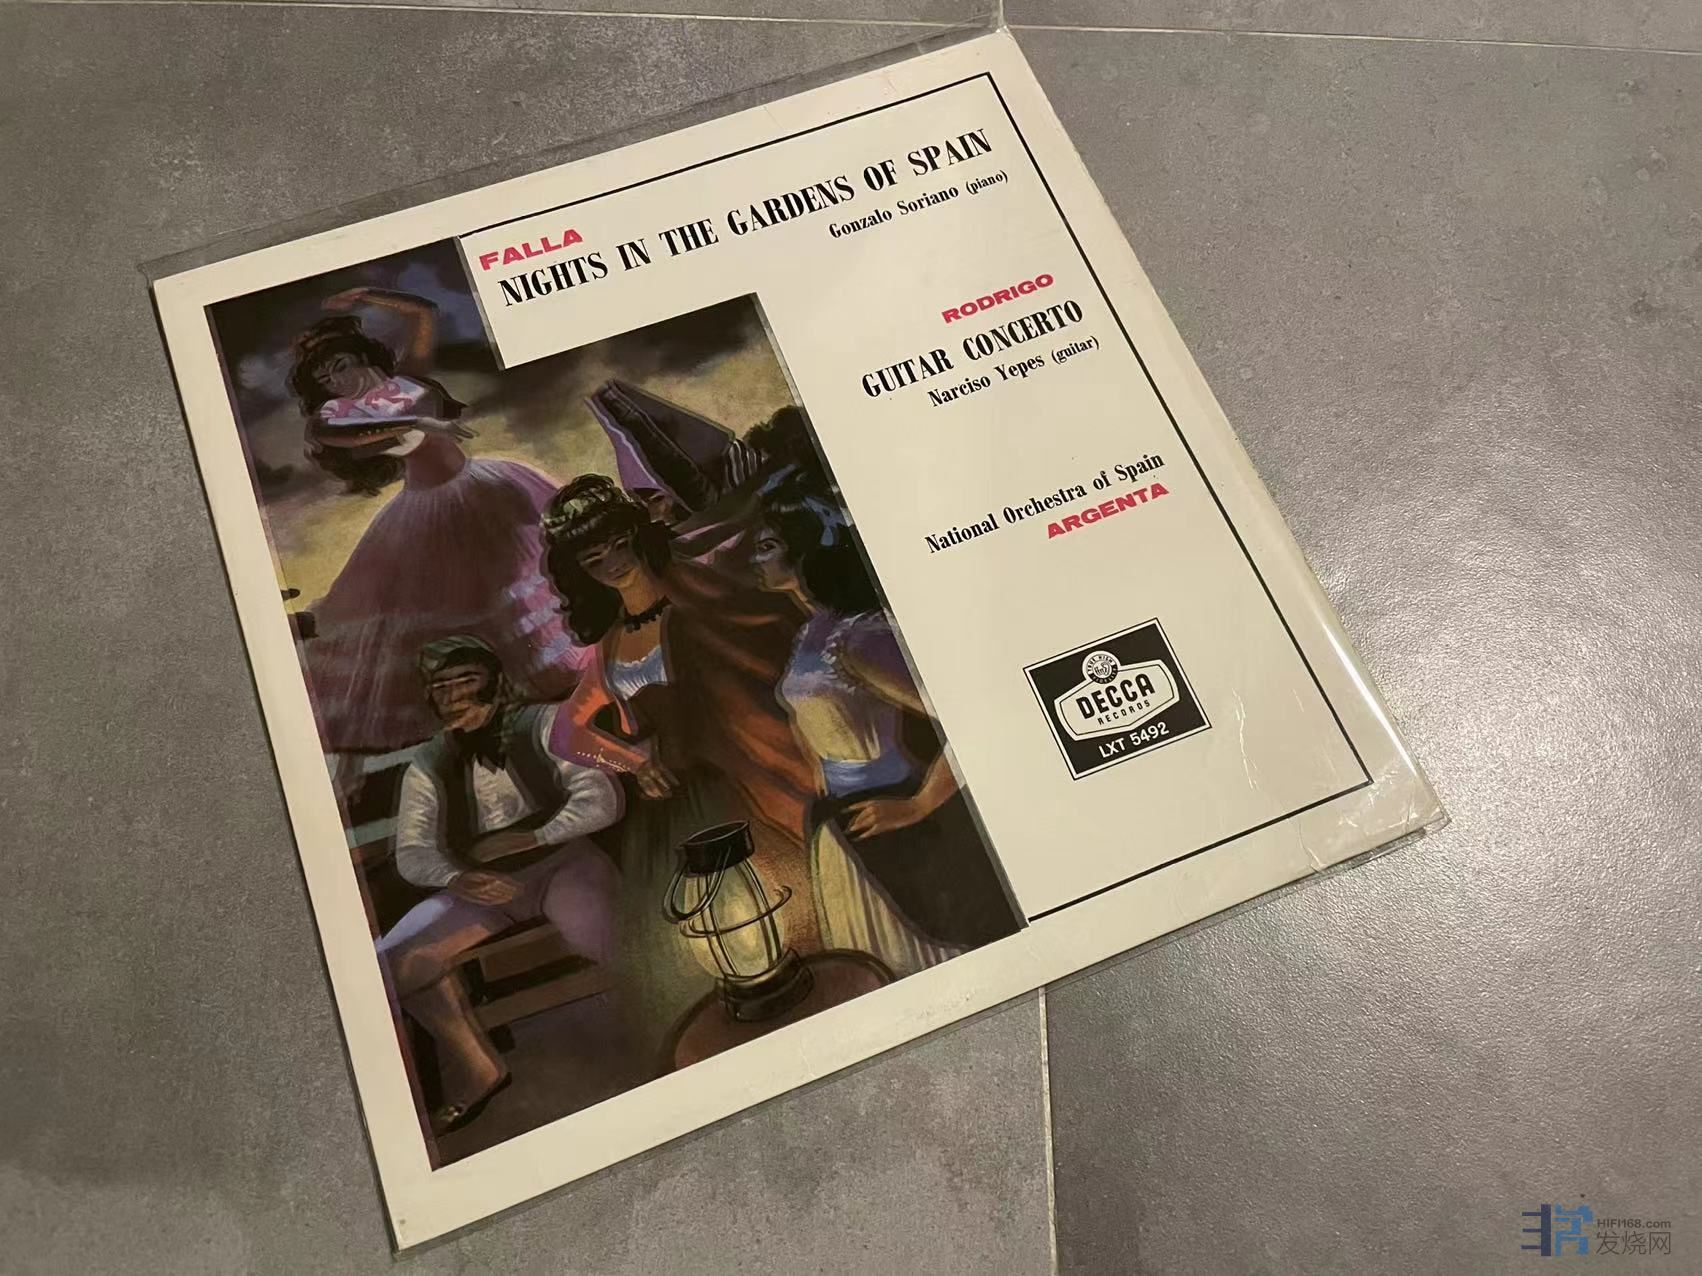 FALLA
NIGHTS IN THE GARDENS OF SPAIN
Gonzalo Soriano (piano)
RODRIGO
GUITAR CONCERTO
Narciso Yepes (guitar)
National Orchestra of Spain
ARGENTA
DECCA
RECORDS
LXT 5492
HIFI168.com
发烧网